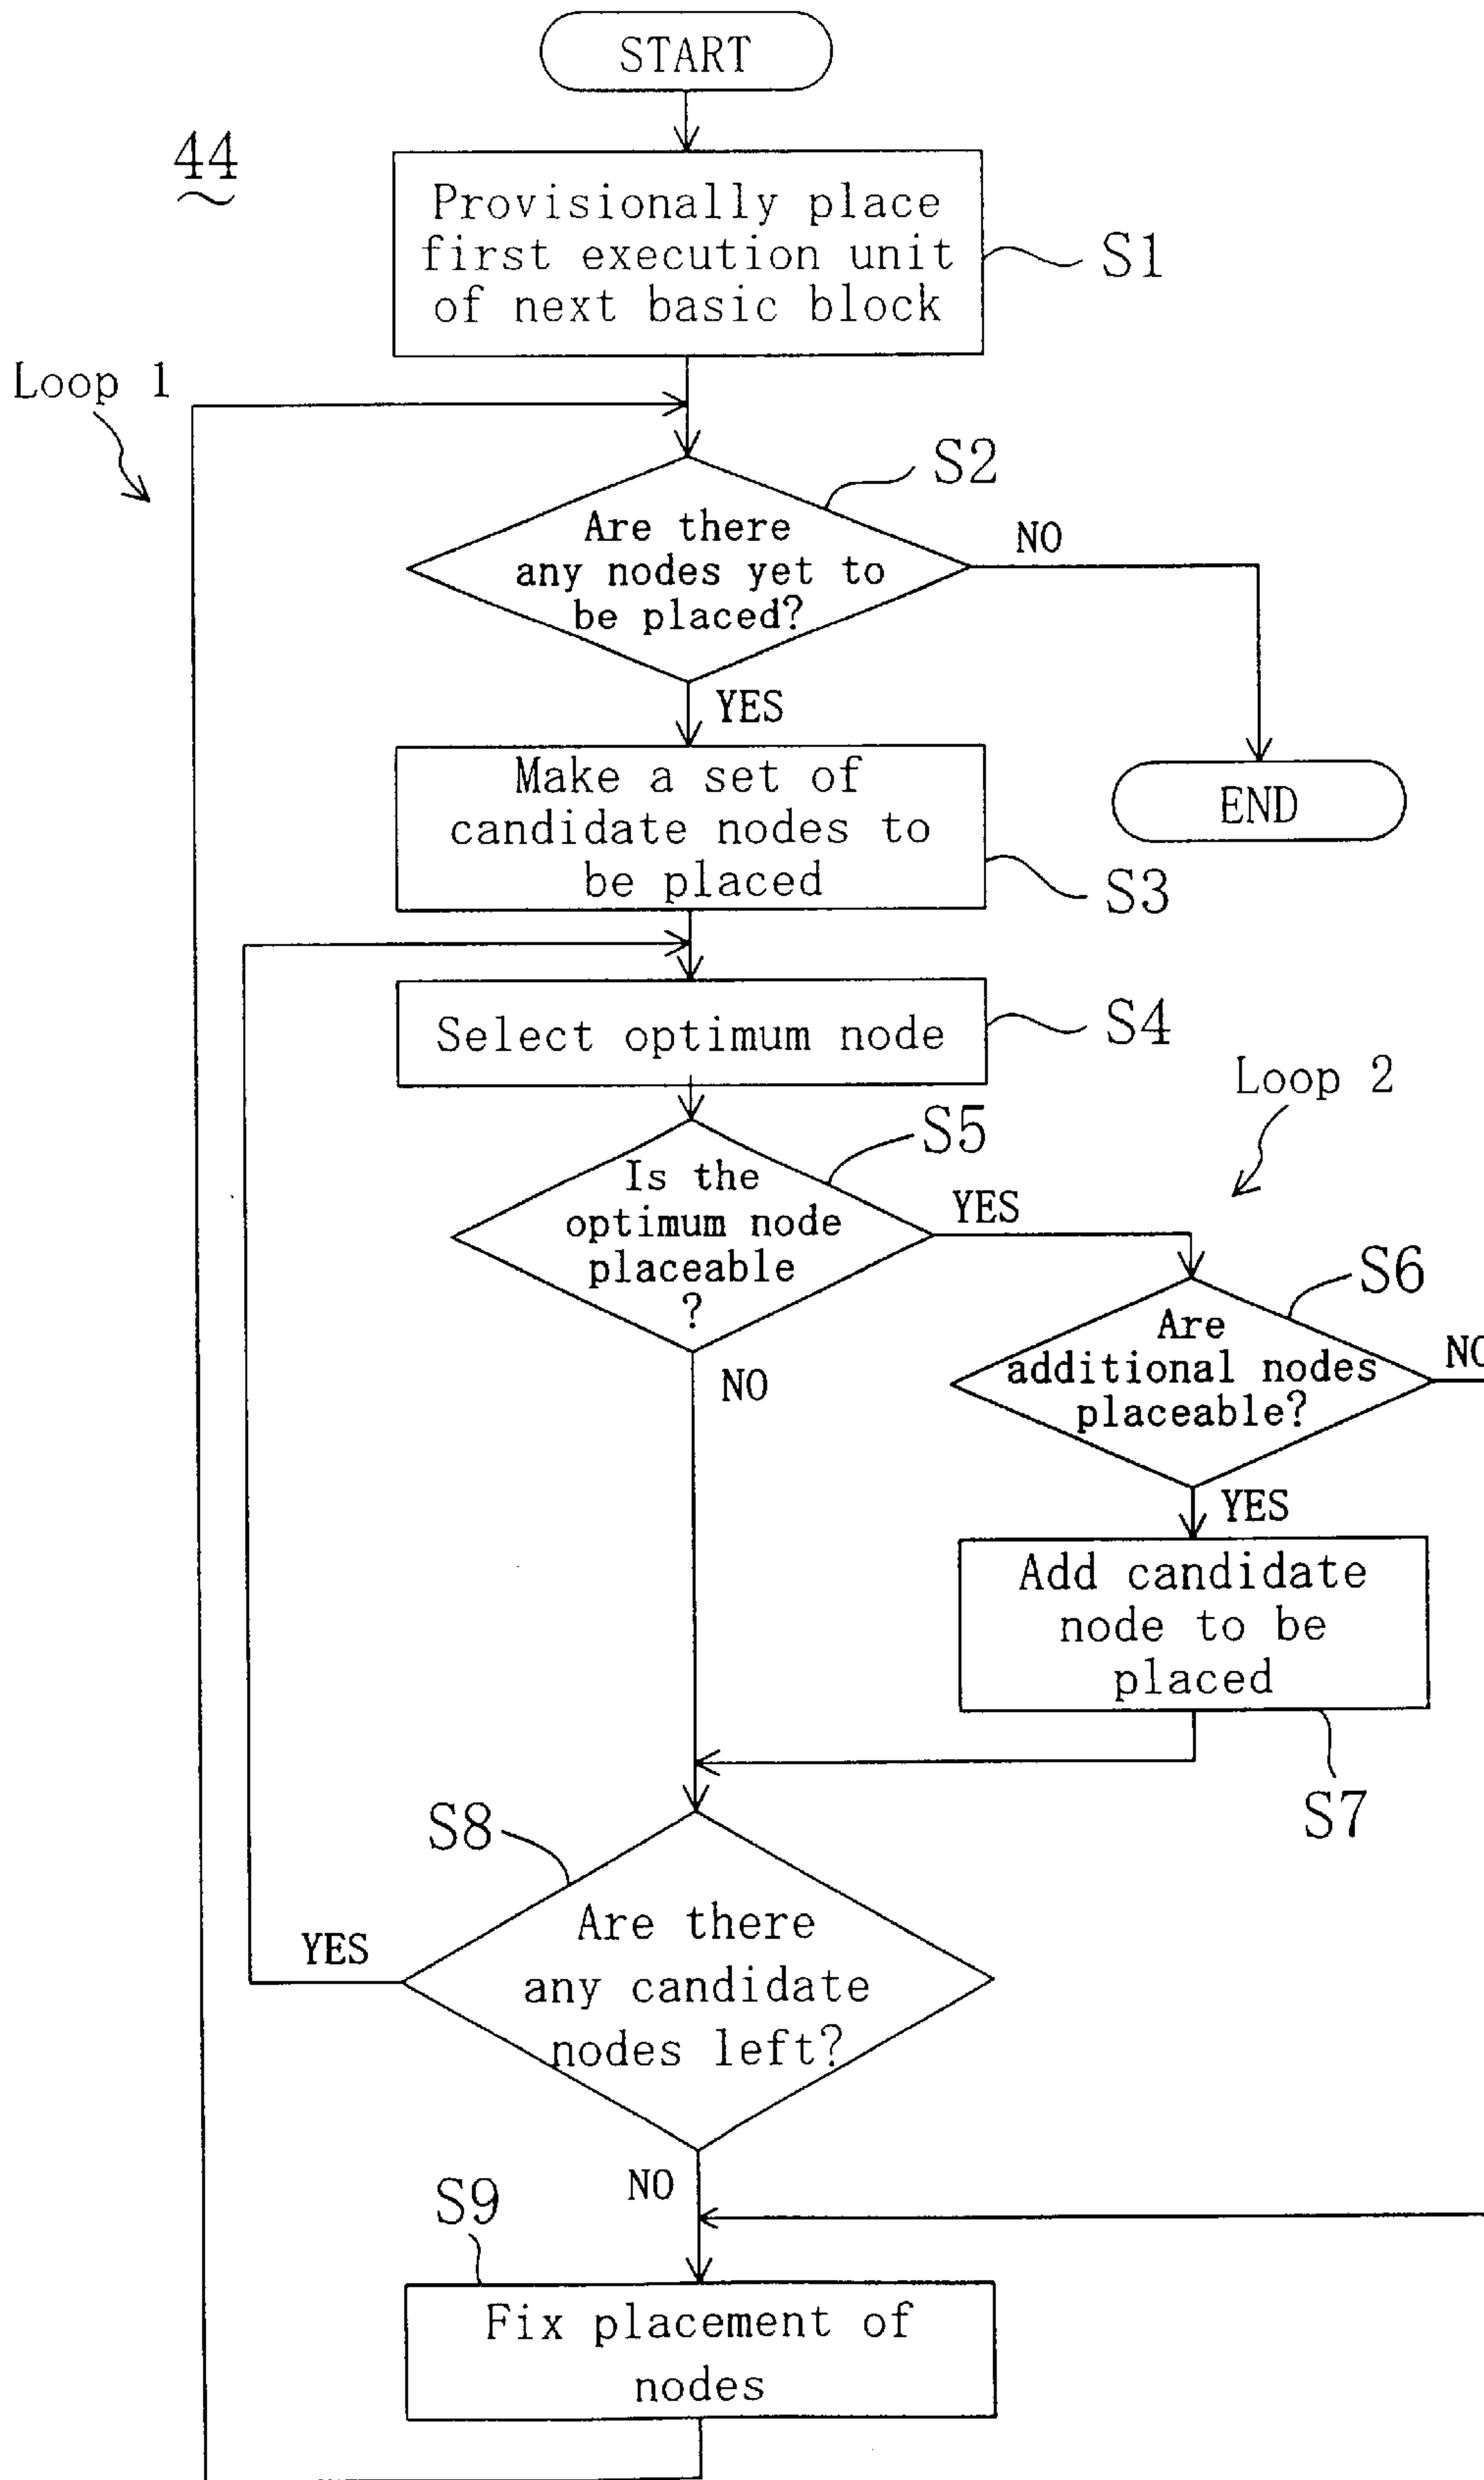 START
44
Provisionally place
first execution unit
of next basic block
S1
Loop 1
S2
Are there
any nodes yet to
be placed?
NO
YES
Make a set of
candidate nodes to
be placed
END
S3
Select optimum node
S4
Loop 2
S5
Is the
optimum node
placeable
?
YES
NO
S6
Are
additional nodes
placeable?
NO
YES
Add candidate
node to be
placed
S7
S8
Are there
any candidate
nodes left?
YES
NO
S9
Fix placement of
nodes